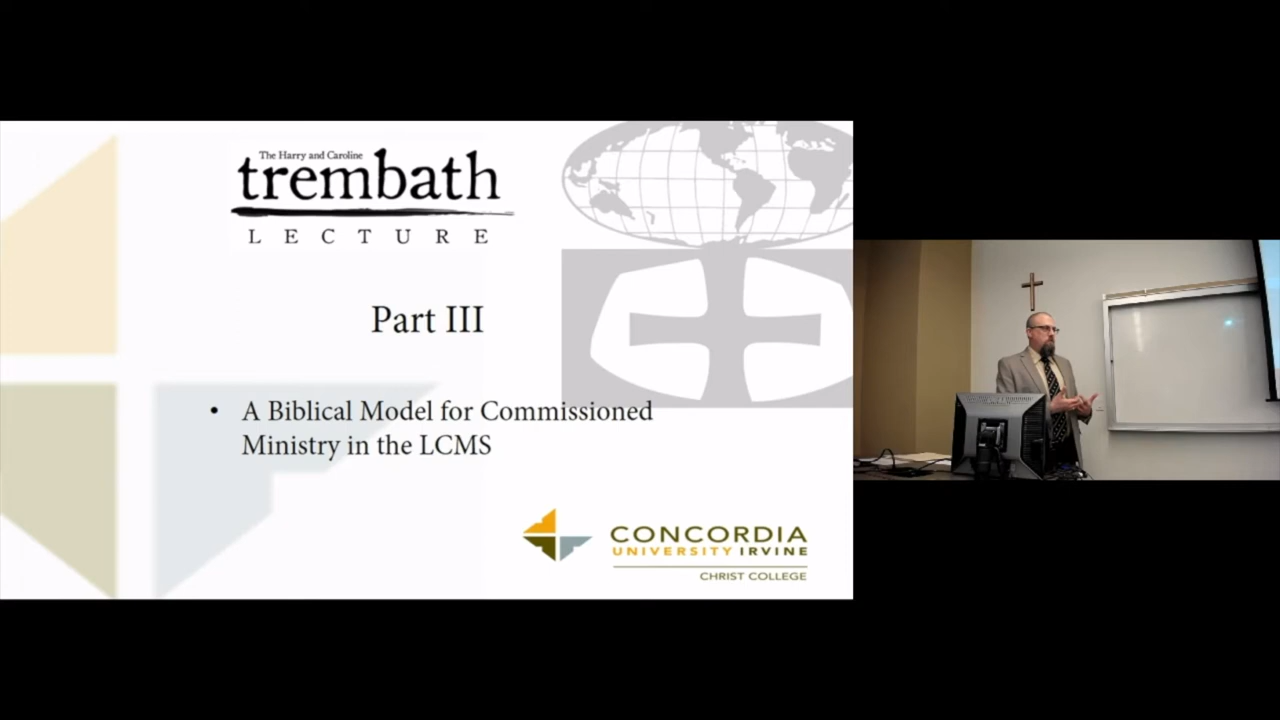 The Harry and Caroline
trembath
LECTURE
Part III
• A Biblical Model for Commissioned
Ministry in the LCMS
CONCORDIA
UNIVERSITY IRVINE
CHRIST COLLEGE